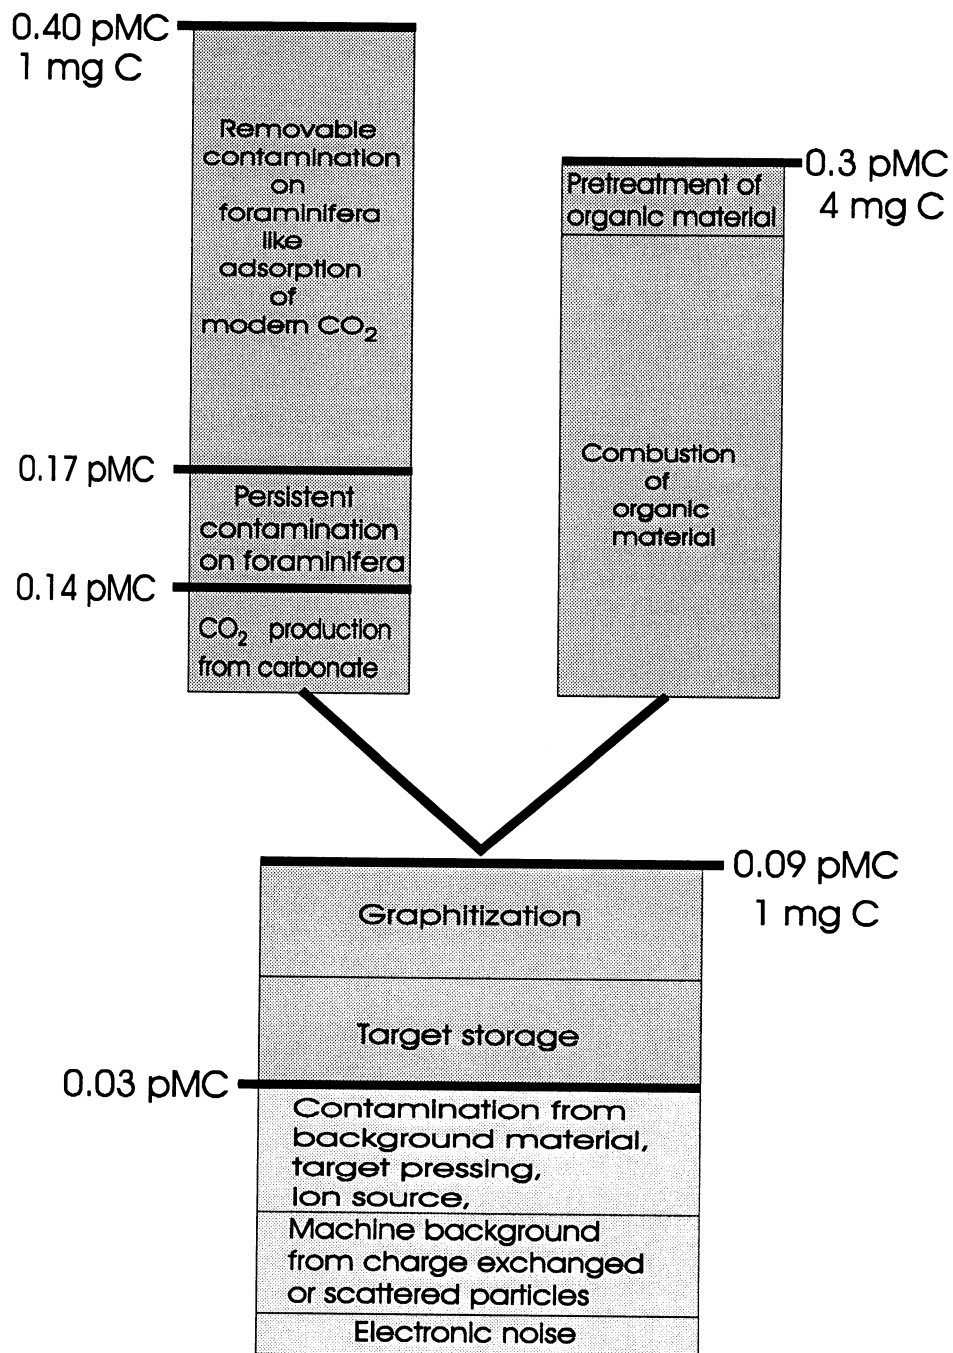 0.40 pMC
1 mg C
Removable
contamination
on
foraminifera
like
adsorption
of
modern CO₂
0.17 pMC
Persistent
contamination
on foraminifera
0.14 pMC
CO₂ production
from carbonate
0.3 pMC
4 mg C
Pretreatment of
organic material
Combustion
of
organic
material
0.09 pMC
1 mg C
Graphitization
Target storage
0.03 pMC
Contamination from
background material,
target pressing,
Ion source,
Machine background
from charge exchanged
or scattered particles
Electronic noise